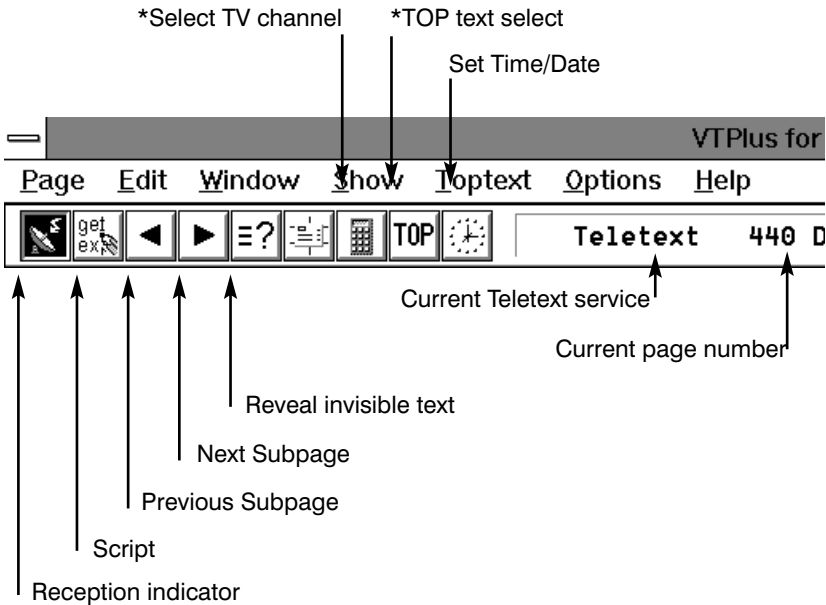 *Select TV channel *TOP text select
Set Time/Date
VTPlus for
Page Edit Window Show Toptext Options Help
get
ex
≡? TOP Teletext 440 D
Current Teletext service
Current page number
Reveal invisible text
Next Subpage
Previous Subpage
Script
Reception indicator